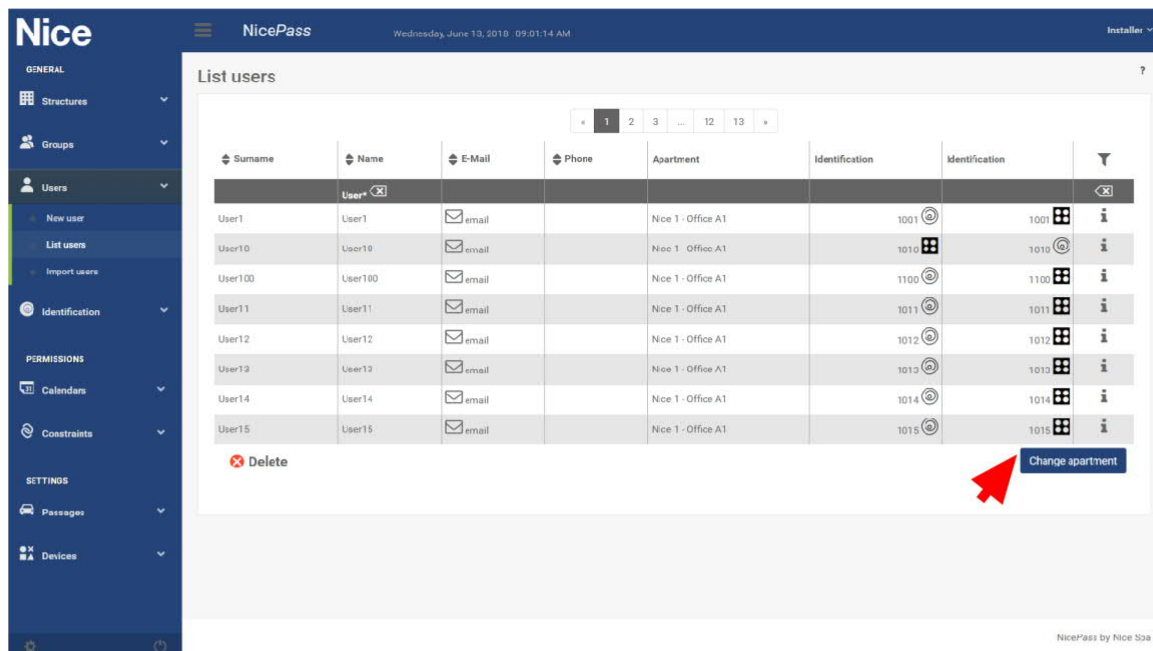 Nice
NicePass
Wednesday, June 13, 2018 09:01:14 AM
Installer
GENERAL
Structures
Groups
Users
New user
List users
Import users
Identification
PERMISSIONS
Calendars
Constraints
SETTINGS
Passages
Devices
List users
?
« 1 2 3 ... 12 13 »
Surname Name E-Mail Phone Apartment Identification Identification
User*
User1 User1 email Nice 1 - Office A1 1001 1001
User10 User10 email Nice 1 - Office A1 1010 1010
User100 User100 email Nice 1 - Office A1 1100 1100
User11 User11 email Nice 1 - Office A1 1011 1011
User12 User12 email Nice 1 - Office A1 1012 1012
User13 User13 email Nice 1 - Office A1 1013 1013
User14 User14 email Nice 1 - Office A1 1014 1014
User15 User15 email Nice 1 - Office A1 1015 1015
Delete
Change apartment
NicePass by Nice Spa